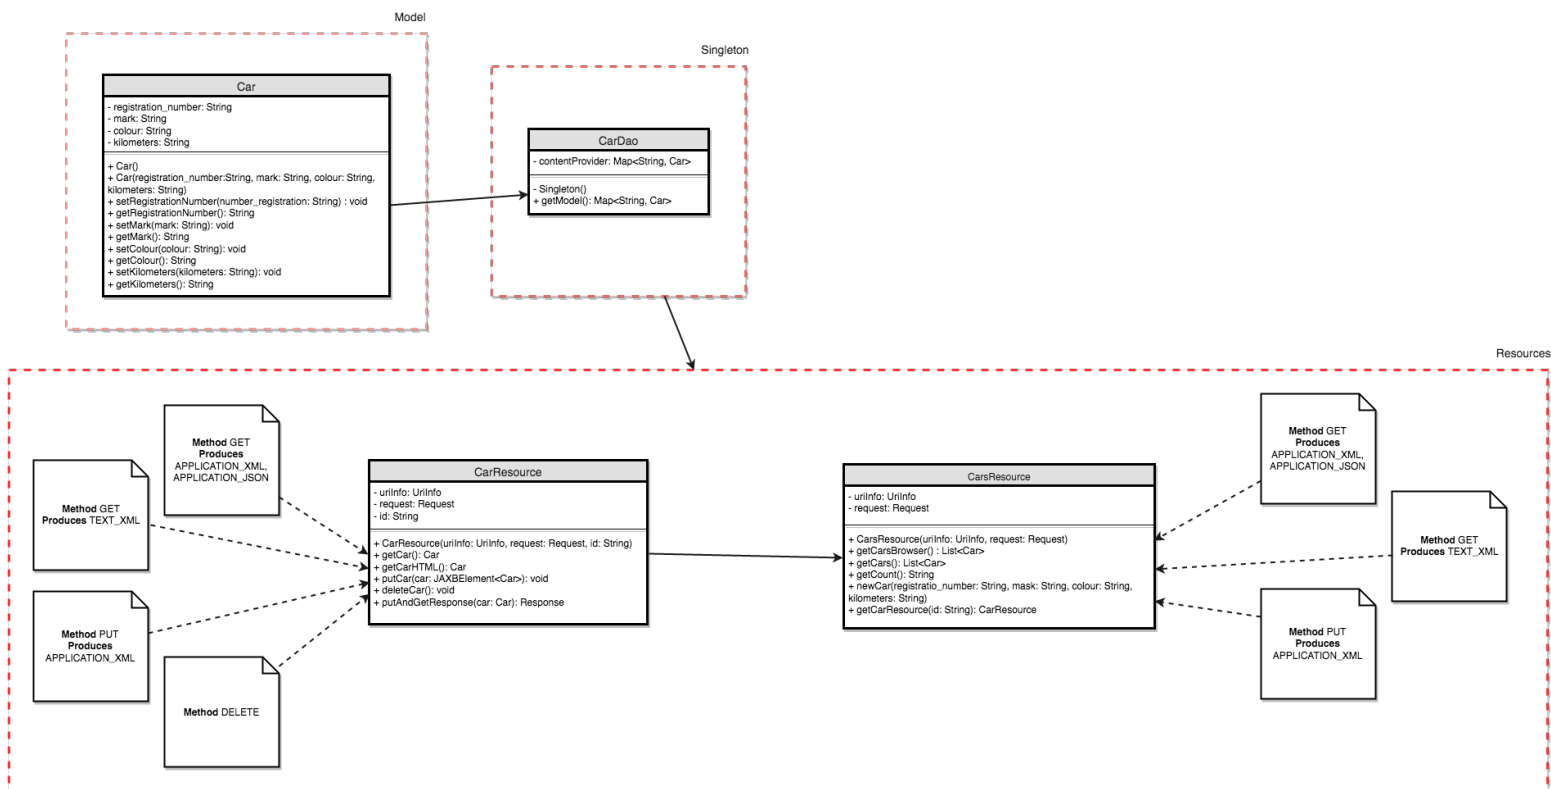 Model
Car
- registration_number: String
- mark: String
- colour: String
- kilometers: String
+ Car()
+ Car(registration_number:String, mark: String, colour: String,
kilometers: String)
+ setRegistrationNumber(number_registration: String) : void
+ getRegistrationNumber(): String
+ setMark(mark: String): void
+ getMark(): String
+ setColour(colour: String): void
+ getColour(): String
+ setKilometers(kilometers: String): void
+ getKilometers(): String
Singleton
CarDao
- contentProvider: Map<String, Car>
- Singleton()
+ getModel(): Map<String, Car>
Resources
Method GET
Produces
APPLICATION_XML,
APPLICATION_JSON
Method GET
Produces TEXT_XML
Method PUT
Produces
APPLICATION_XML
Method DELETE
CarResource
- uriInfo: UriInfo
- request: Request
- id: String
+ CarResource(uriInfo: UriInfo, request: Request, id: String)
+ getCar(): Car
+ getCarHTML(): Car
+ putCar(car: JAXBElement<Car>): void
+ deleteCar(): void
+ putAndGetResponse(car: Car): Response
CarsResource
- uriInfo: UriInfo
- request: Request
+ CarsResource(uriInfo: UriInfo, request: Request)
+ getCarsBrowser() : List<Car>
+ getCars(): List<Car>
+ getCount(): String
+ newCar(registratio_number: String, mask: String, colour: String,
kilometers: String)
+ getCarResource(id: String): CarResource
Method GET
Produces
APPLICATION_XML,
APPLICATION_JSON
Method GET
Produces TEXT_XML
Method PUT
Produces
APPLICATION_XML